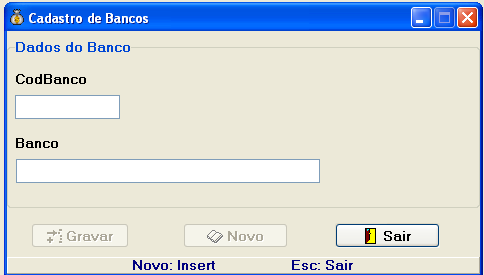 Cadastro de Bancos
Dados do Banco
CodBanco
Banco
Gravar Novo Sair
Novo: Insert Esc: Sair